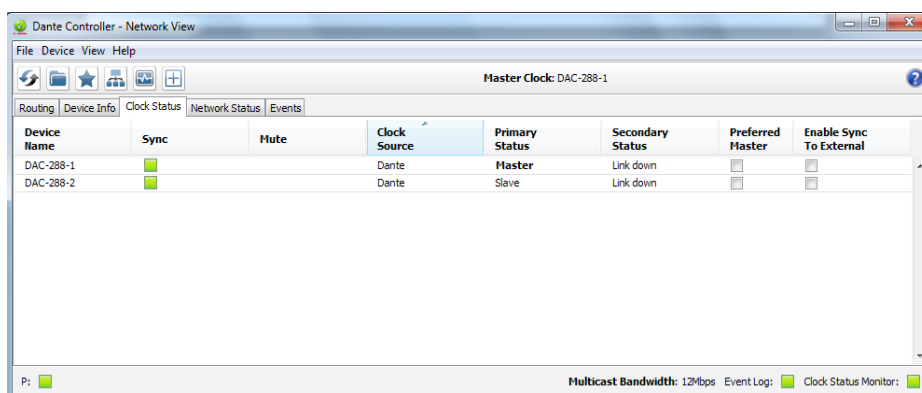 Dante Controller - Network View
File Device View Help
Master Clock: DAC-288-1
?
Routing Device Info Clock Status Network Status Events
Device Name Sync Mute Clock Source Primary Status Secondary Status Preferred Master Enable Sync To External
DAC-288-1 Dante Master Link down
DAC-288-2 Dante Slave Link down
P: Multicast Bandwidth: 12Mbps Event Log: Clock Status Monitor: